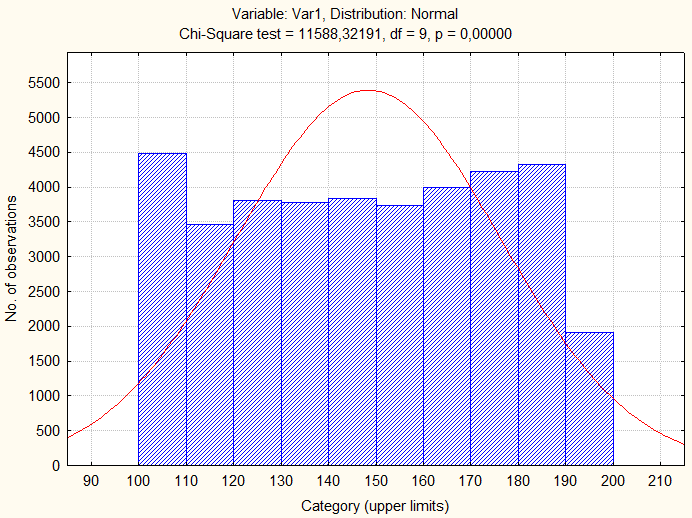 Variable: Var1, Distribution: Normal
Chi-Square test = 11588,32191, df = 9, p = 0,00000
5500
5000
4500
4000
3500
3000
2500
2000
1500
1000
500
0
No. of observations
90 100 110 120 130 140 150 160 170 180 190 200 210
Category (upper limits)